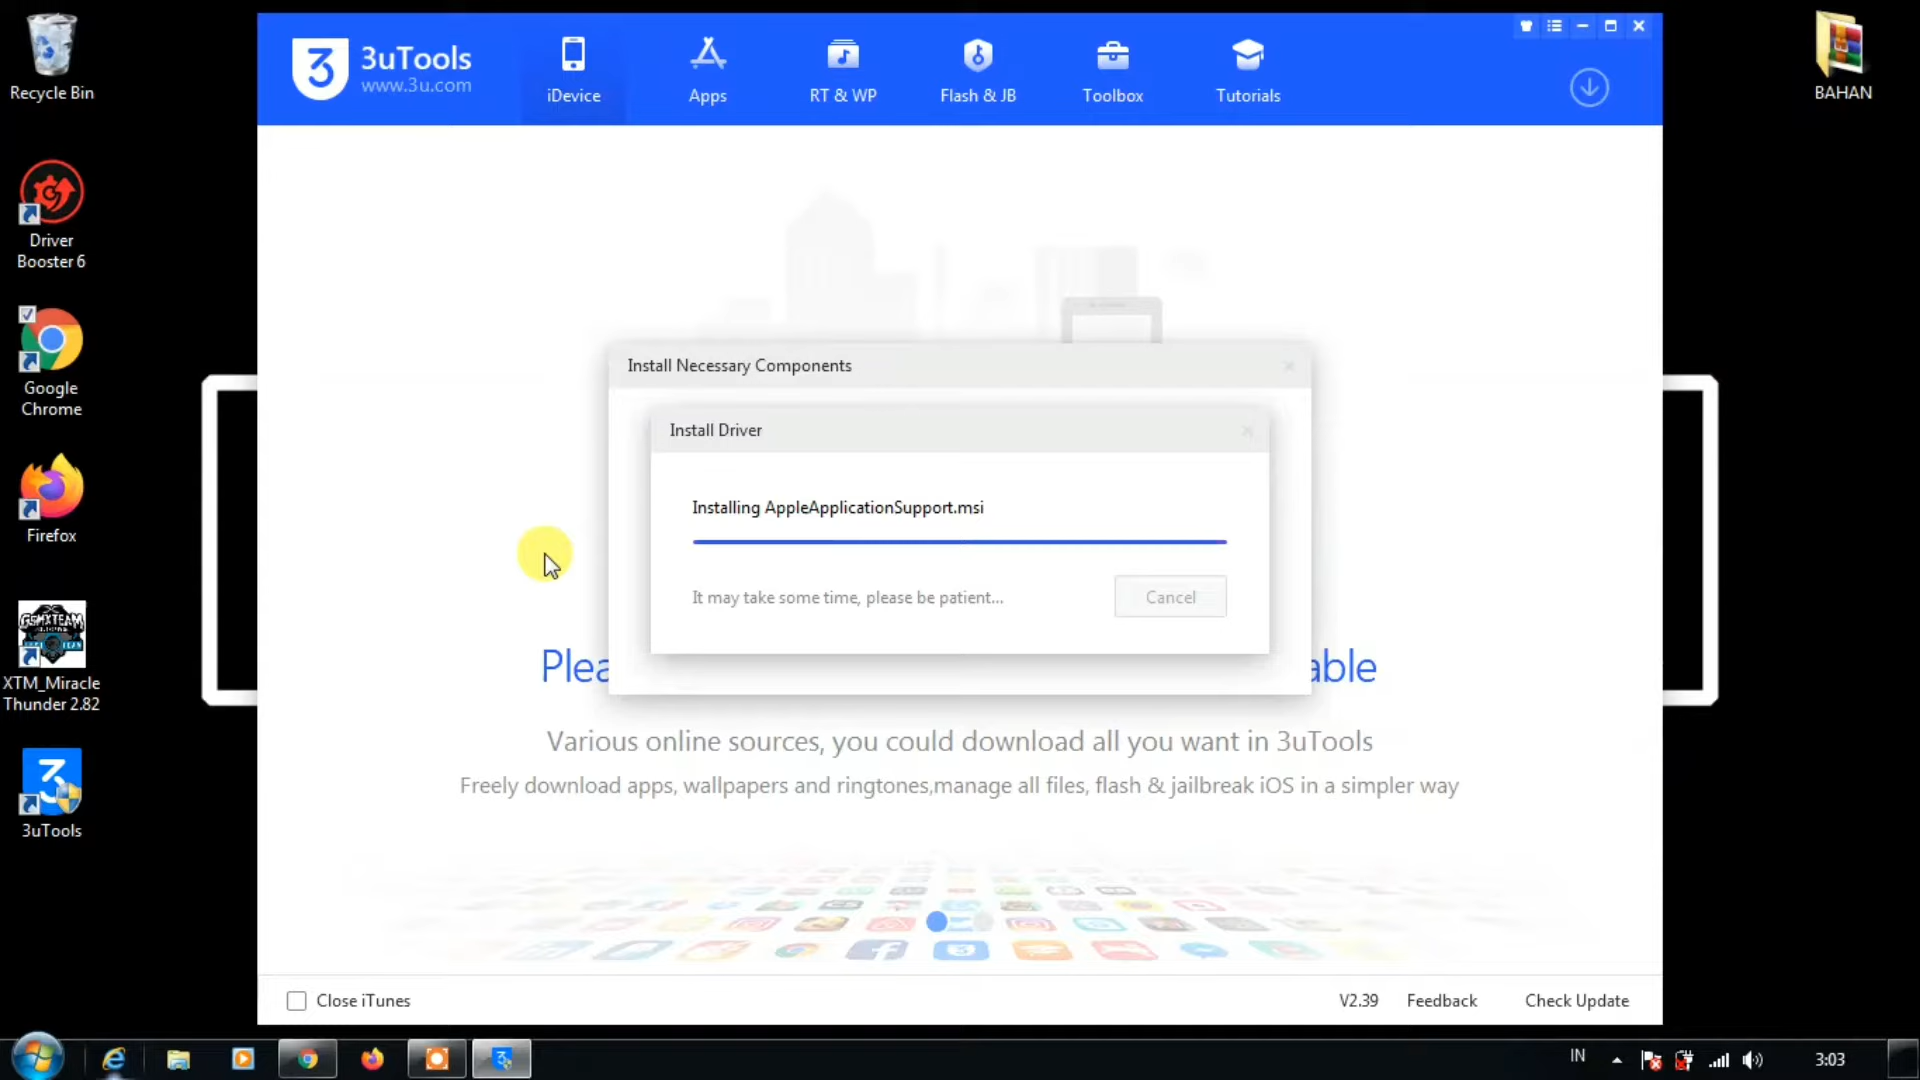 Recycle Bin
Driver
Booster 6
Google
Chrome
Firefox
GSMXTEAM
XTM_Miracle
Thunder 2.82
3uTools
BAHAN
3
3uTools
www.3u.com
iDevice
Apps
RT & WP
Flash & JB
Toolbox
Tutorials
Install Necessary Components
Install Driver
Installing AppleApplicationSupport.msi
It may take some time, please be patient...
Cancel
Plea
able
Various online sources, you could download all you want in 3uTools
Freely download apps, wallpapers and ringtones,manage all files, flash & jailbreak iOS in a simpler way
Close iTunes
V2.39
Feedback
Check Update
IN
3:03